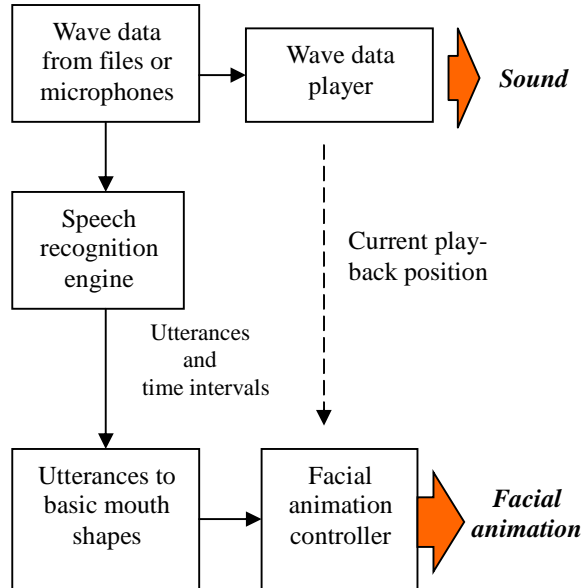 Wave data
from files or
microphones
Wave data
player
Sound
Speech
recognition
engine
Current play-
back position
Utterances
and
time intervals
Utterances to
basic mouth
shapes
Facial
animation
controller
Facial
animation